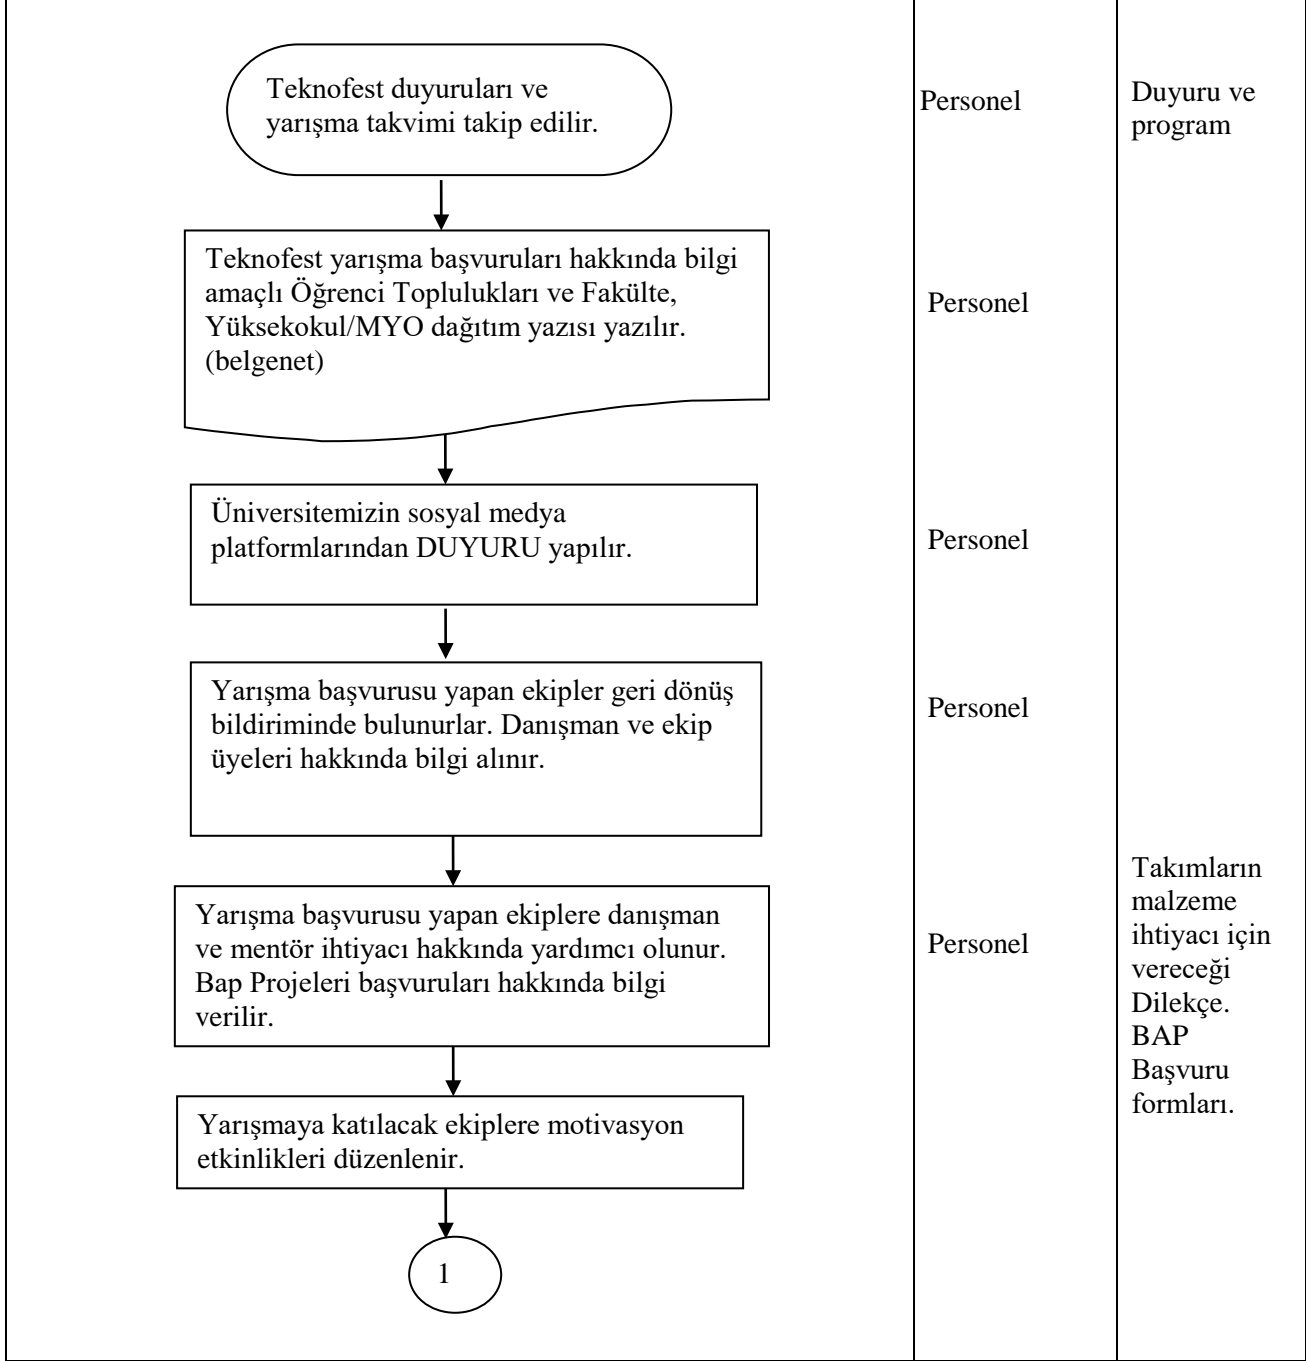 Teknofest duyuruları ve
yarışma takvimi takip edilir.
Personel
Duyuru ve
program
Teknofest yarışma başvuruları hakkında bilgi
amaçlı Öğrenci Toplulukları ve Fakülte,
Yüksekokul/MYO dağıtım yazısı yazılır.
(belgenet)
Personel
Üniversitemizin sosyal medya
platformlarından DUYURU yapılır.
Personel
Yarışma başvurusu yapan ekipler geri dönüş
bildiriminde bulunurlar. Danışman ve ekip
üyeleri hakkında bilgi alınır.
Personel
Yarışma başvurusu yapan ekiplere danışman
ve mentör ihtiyacı hakkında yardımcı olunur.
Bap Projeleri başvuruları hakkında bilgi
verilir.
Personel
Takımların
malzeme
ihtiyacı için
vereceği
Dilekçe.
BAP
Başvuru
formları.
Yarışmaya katılacak ekiplere motivasyon
etkinlikleri düzenlenir.
1